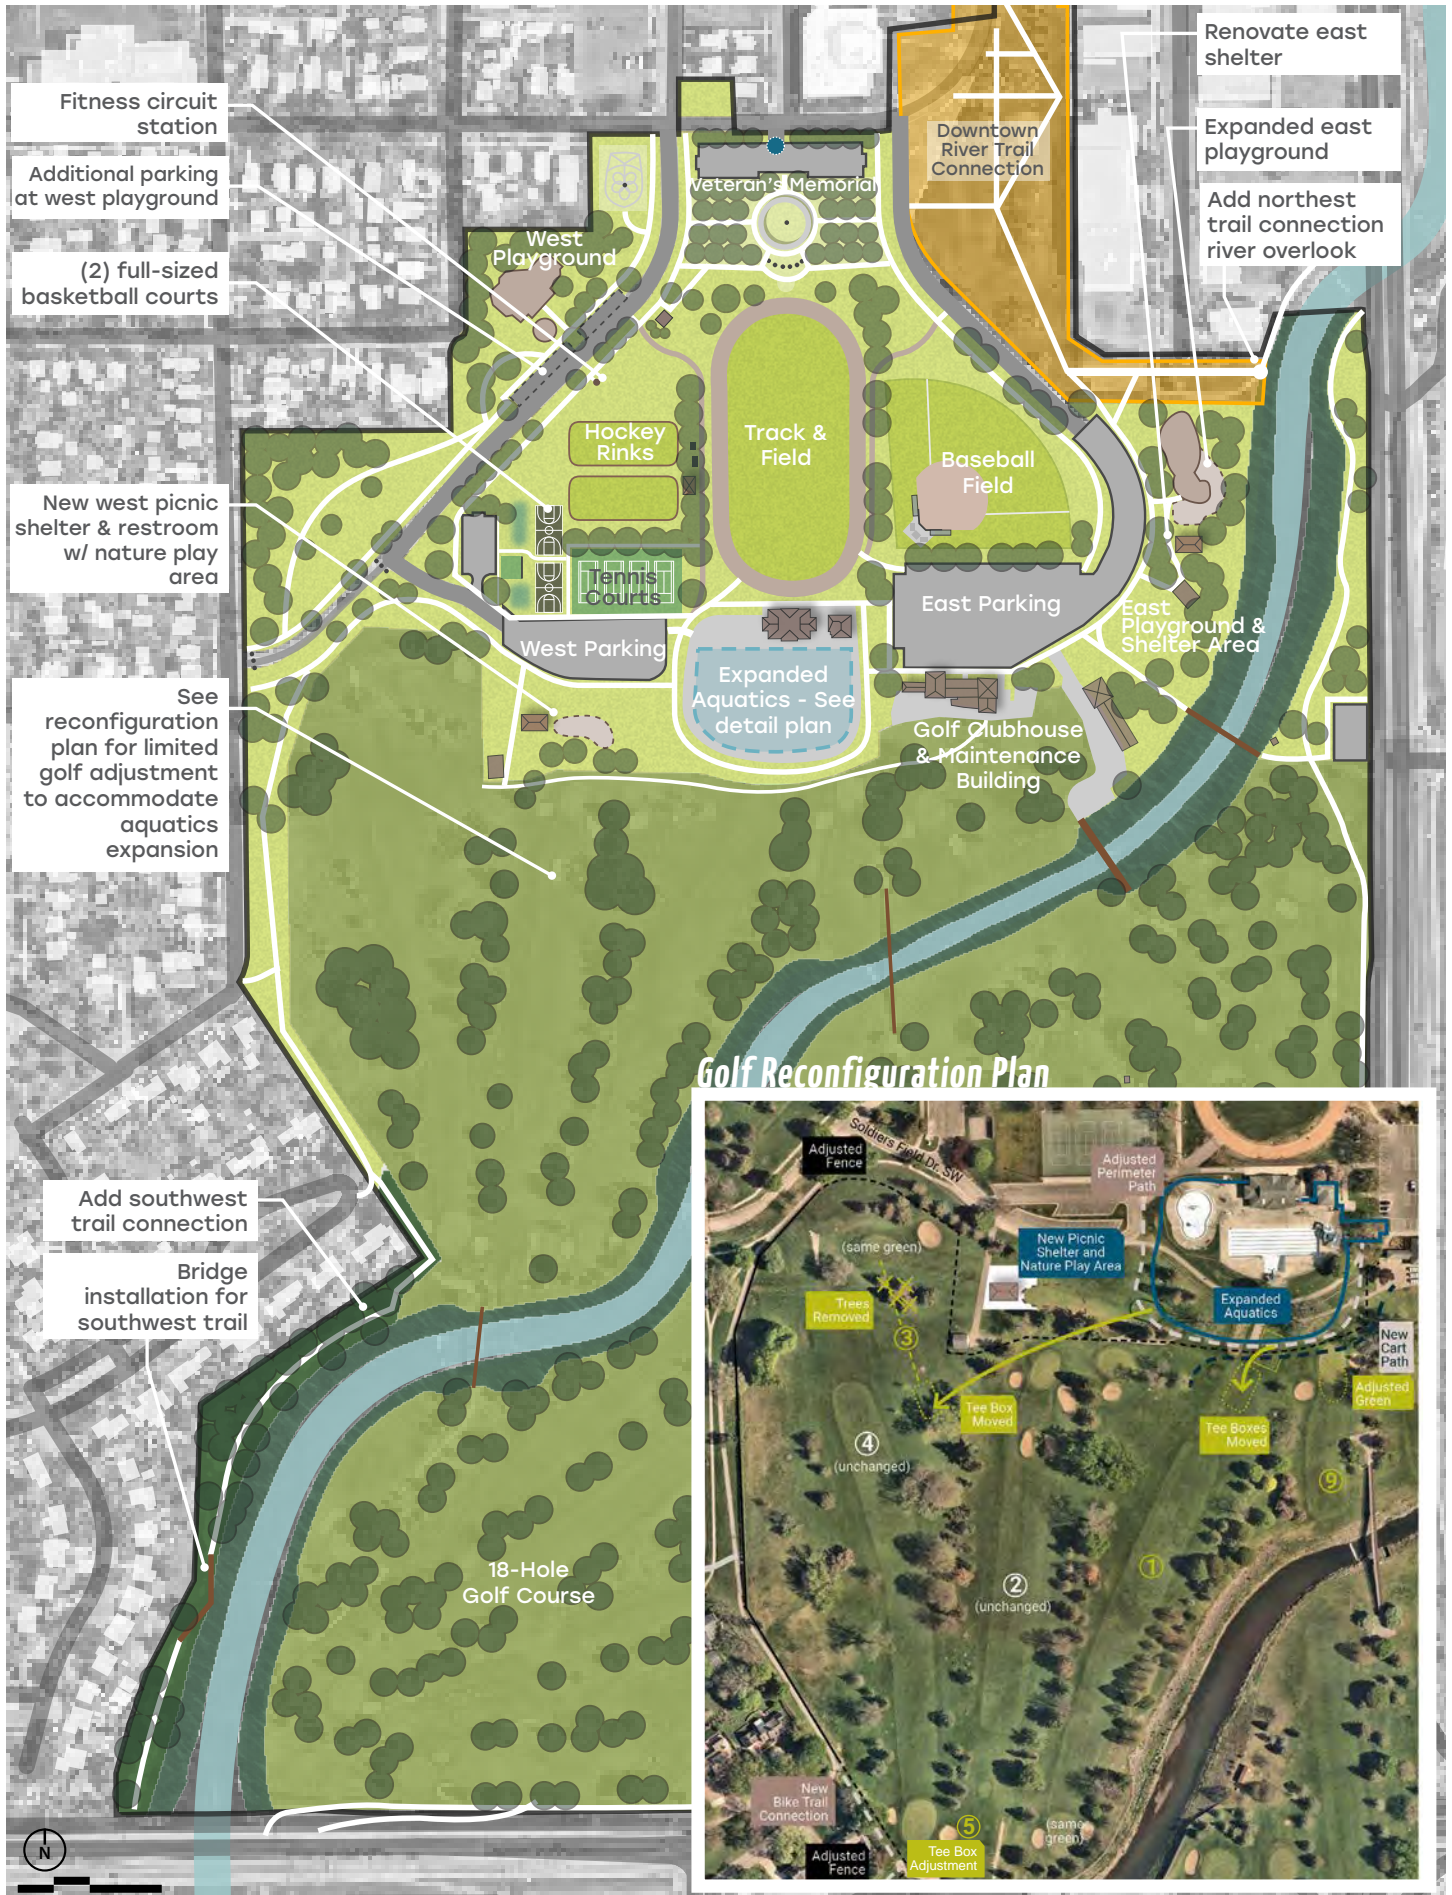 Fitness circuit
station
Additional parking
at west playground
(2) full-sized
basketball courts
New west picnic
shelter & restroom
w/ nature play
area
See
reconfiguration
plan for limited
golf adjustment
to accommodate
aquatics
expansion
Add southwest
trail connection
Bridge
installation for
southwest trail
Renovate east
shelter
Expanded east
playground
Add northest
trail connection
river overlook
Downtown
River Trail
Connection
Veteran's Memorial
West
Playground
Hockey
Rinks
Track &
Field
Baseball
Field
Tennis
Courts
West Parking
East Parking
Expanded
Aquatics - See
detail plan
East
Playground &
Shelter Area
Golf Clubhouse
& Maintenance
Building
18-Hole
Golf Course
N
Golf Reconfiguration Plan
Adjusted
Fence
Soldiers Field Dr. SW
Adjusted
Perimeter
Path
(same green)
New Picnic
Shelter and
Nature Play Area
Trees
Removed
Expanded
Aquatics
3
New
Cart
Path
Adjusted
Green
Tee Box
Moved
Tee Boxes
Moved
4
(unchanged)
9
1
2
(unchanged)
New
Bike Trail
Connection
5
(same
green)
Adjusted
Fence
Tee Box
Adjustment